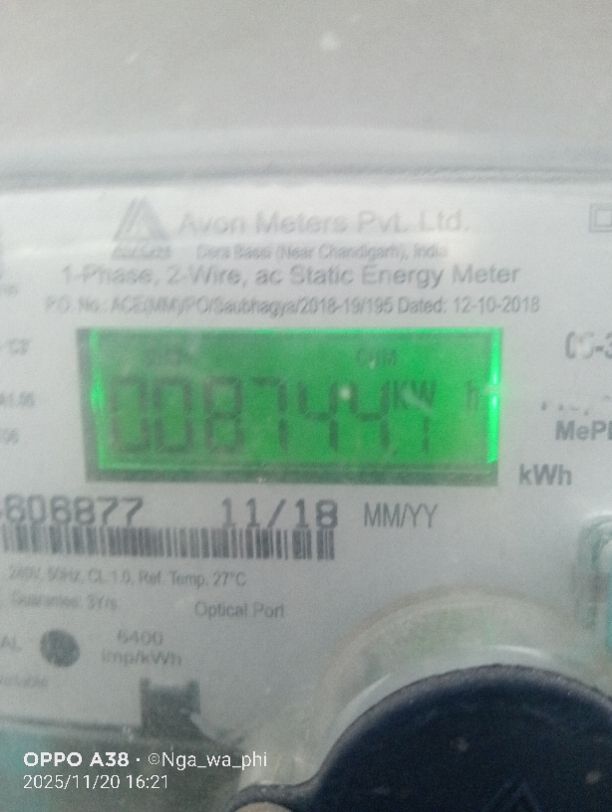 Avon Meters Pvt. Ltd.
Dera Bassi (Near Chandigarh), India
1-Phase, 2-Wire, ac Static Energy Meter
P.O. No.: ACE(MM)/PO/Saubhagya/2018-19/195 Dated: 12-10-2018
CUM
008744.1 KW h
kWh
606877 11/18 MM/YY
240V, 50Hz, CL 1.0, Ref. Temp. 27°C
Guarantee: 5Yrs
Optical Port
6400
imp/kWh
OPPO A38 · ©Nga_wa_phi
2025/11/20 16:21